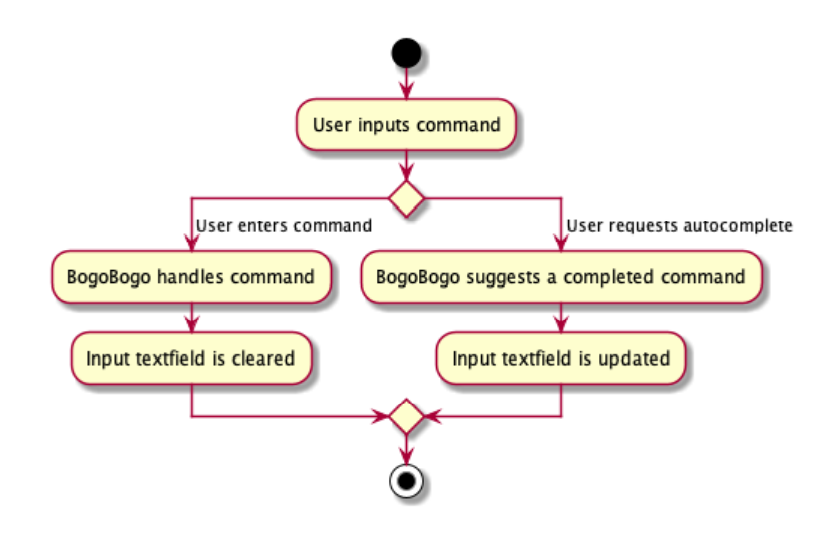 User inputs command
User enters command
User requests autocomplete
BogoBogo handles command
BogoBogo suggests a completed command
Input textfield is cleared
Input textfield is updated